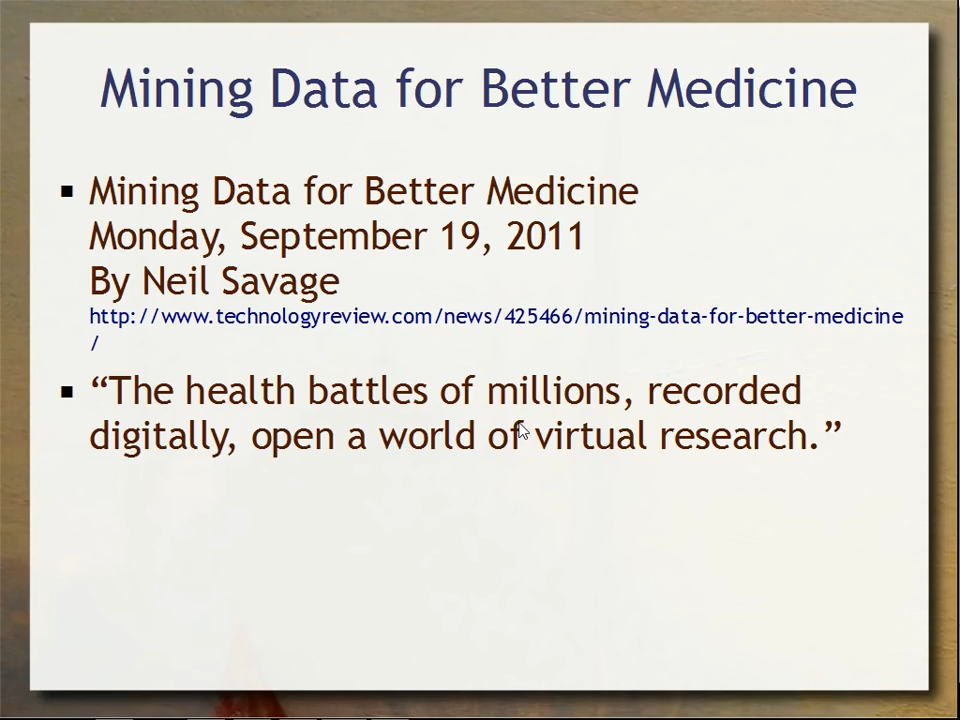 Mining Data for Better Medicine
Mining Data for Better Medicine
Monday, September 19, 2011
By Neil Savage
http://www.technologyreview.com/news/425466/mining-data-for-better-medicine
/
“The health battles of millions, recorded
digitally, open a world of virtual research.”